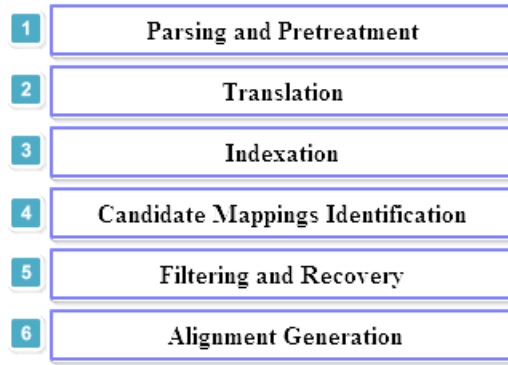 1 Parsing and Pretreatment
2 Translation
3 Indexation
4 Candidate Mappings Identification
5 Filtering and Recovery
6 Alignment Generation